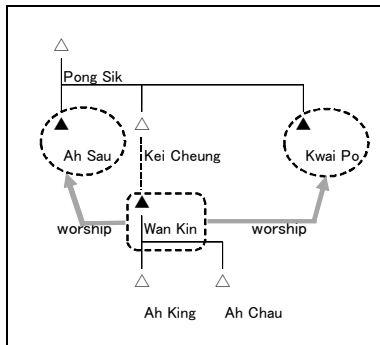 Pong Sik
Ah Sau
Kei Cheung
Kwai Po
worship
Wan Kin
worship
Ah King
Ah Chau